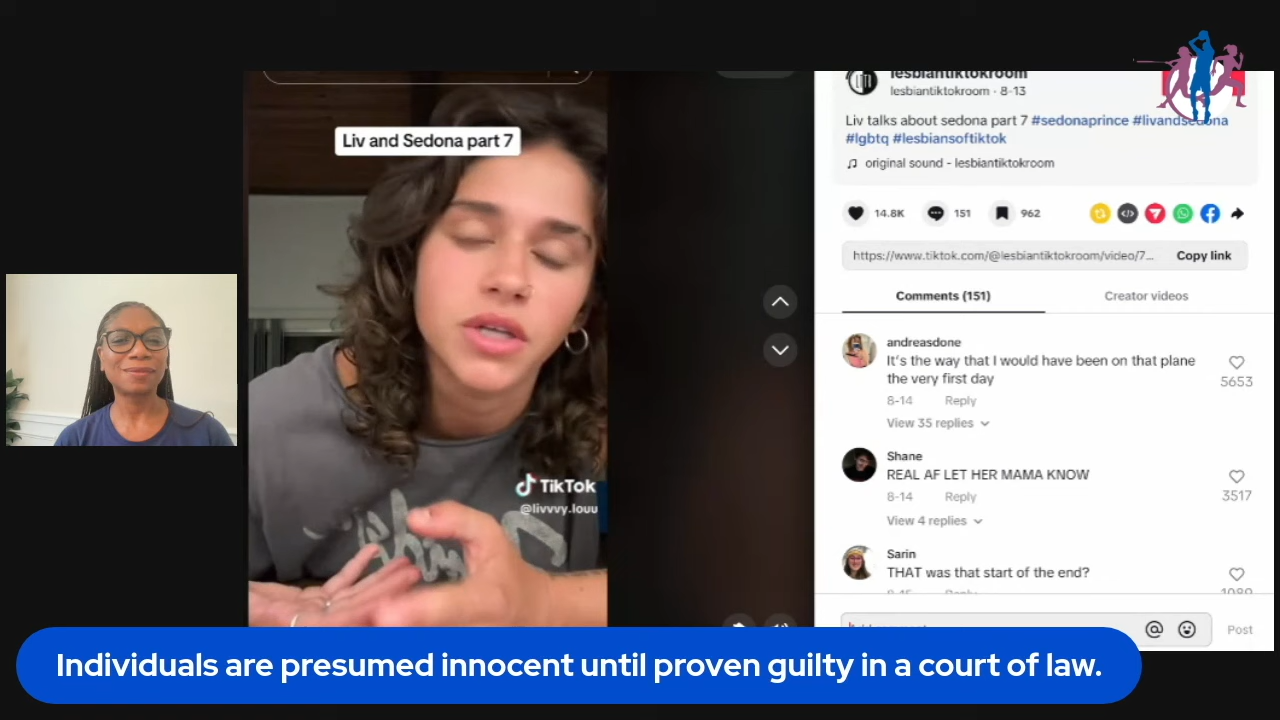 Liv and Sedona part 7
TikTok
@livvvy.louu
lesbiantiktokroom
lesbiantiktokroom · 8-13
Liv talks about sedona part 7 #sedonaprince #livandsedona
#lgbtq #lesbiansoftiktok
original sound - lesbiantiktokroom
14.8K
151
962
https://www.tiktok.com/@lesbiantiktokroom/video/7...
Copy link
Comments (151)
Creator videos
andreasdone
It's the way that I would have been on that plane
the very first day
5653
8-14 Reply
View 35 replies
Shane
REAL AF LET HER MAMA KNOW
3517
8-14 Reply
View 4 replies
Sarin
THAT was that start of the end?
Post
Individuals are presumed innocent until proven guilty in a court of law.